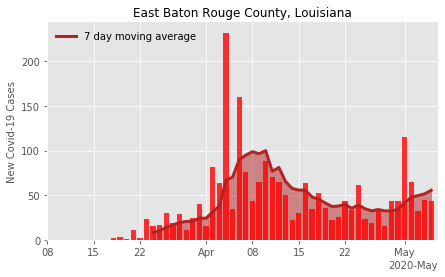 East Baton Rouge County, Louisiana
7 day moving average
New Covid-19 Cases
200
150
100
50
0
08 15 22 Apr 08 15 22 May
2020-May